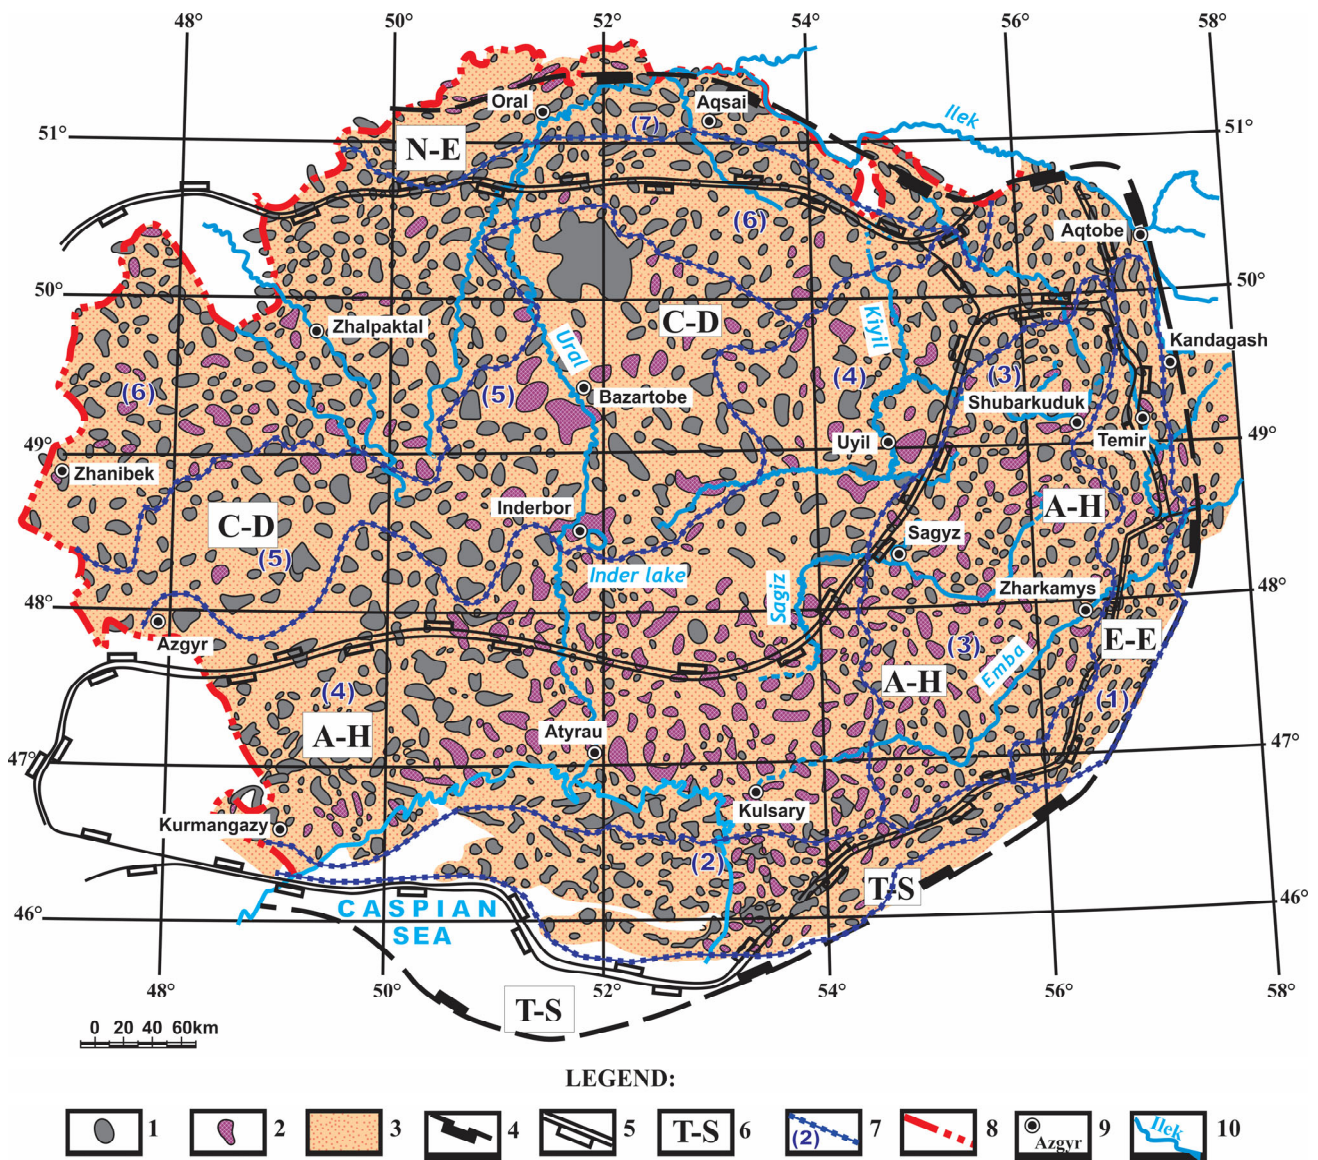 48° 50° 52° 54° 56° 58°
Oral
Aqsai
Ilek
51°
(7)
51°
N-E
(6)
Aqtobe
50°
50°
Zhalpaktal
C-D
Kiyil
Ural
Kandagash
(6)
(5)
(4)
(3)
Bazartobe
Shubarkuduk
49°
Uyil
Temir
49°
Zhanibek
Inderbor
A-H
C-D
Sagyz
(5)
Inder lake
Sagiz
Zharkamys
48°
48°
Azgyr
E-E
(3)
Emba
(4)
A-H
(1)
A-H
Atyrau
47°
47°
Kulsary
Kurmangazy
(2)
T-S
46°
CASPIAN
SEA
46°
48° 50° 52° 54° 56° 58°
T-S
0 20 40 60km
LEGEND:
1 2 3 4 5 T-S 6 (2) 7 8 Azgyr 9 Ilek 10